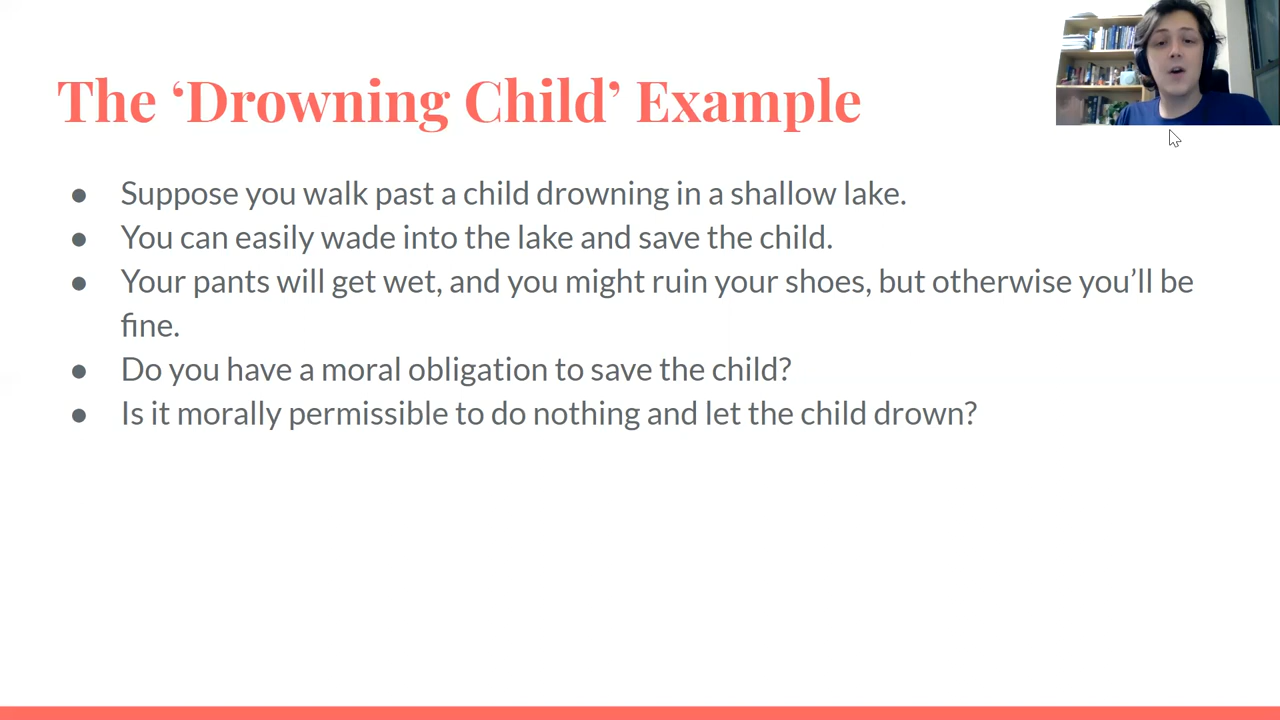 The ‘Drowning Child’ Example
● Suppose you walk past a child drowning in a shallow lake.
● You can easily wade into the lake and save the child.
● Your pants will get wet, and you might ruin your shoes, but otherwise you’ll be
fine.
● Do you have a moral obligation to save the child?
● Is it morally permissible to do nothing and let the child drown?